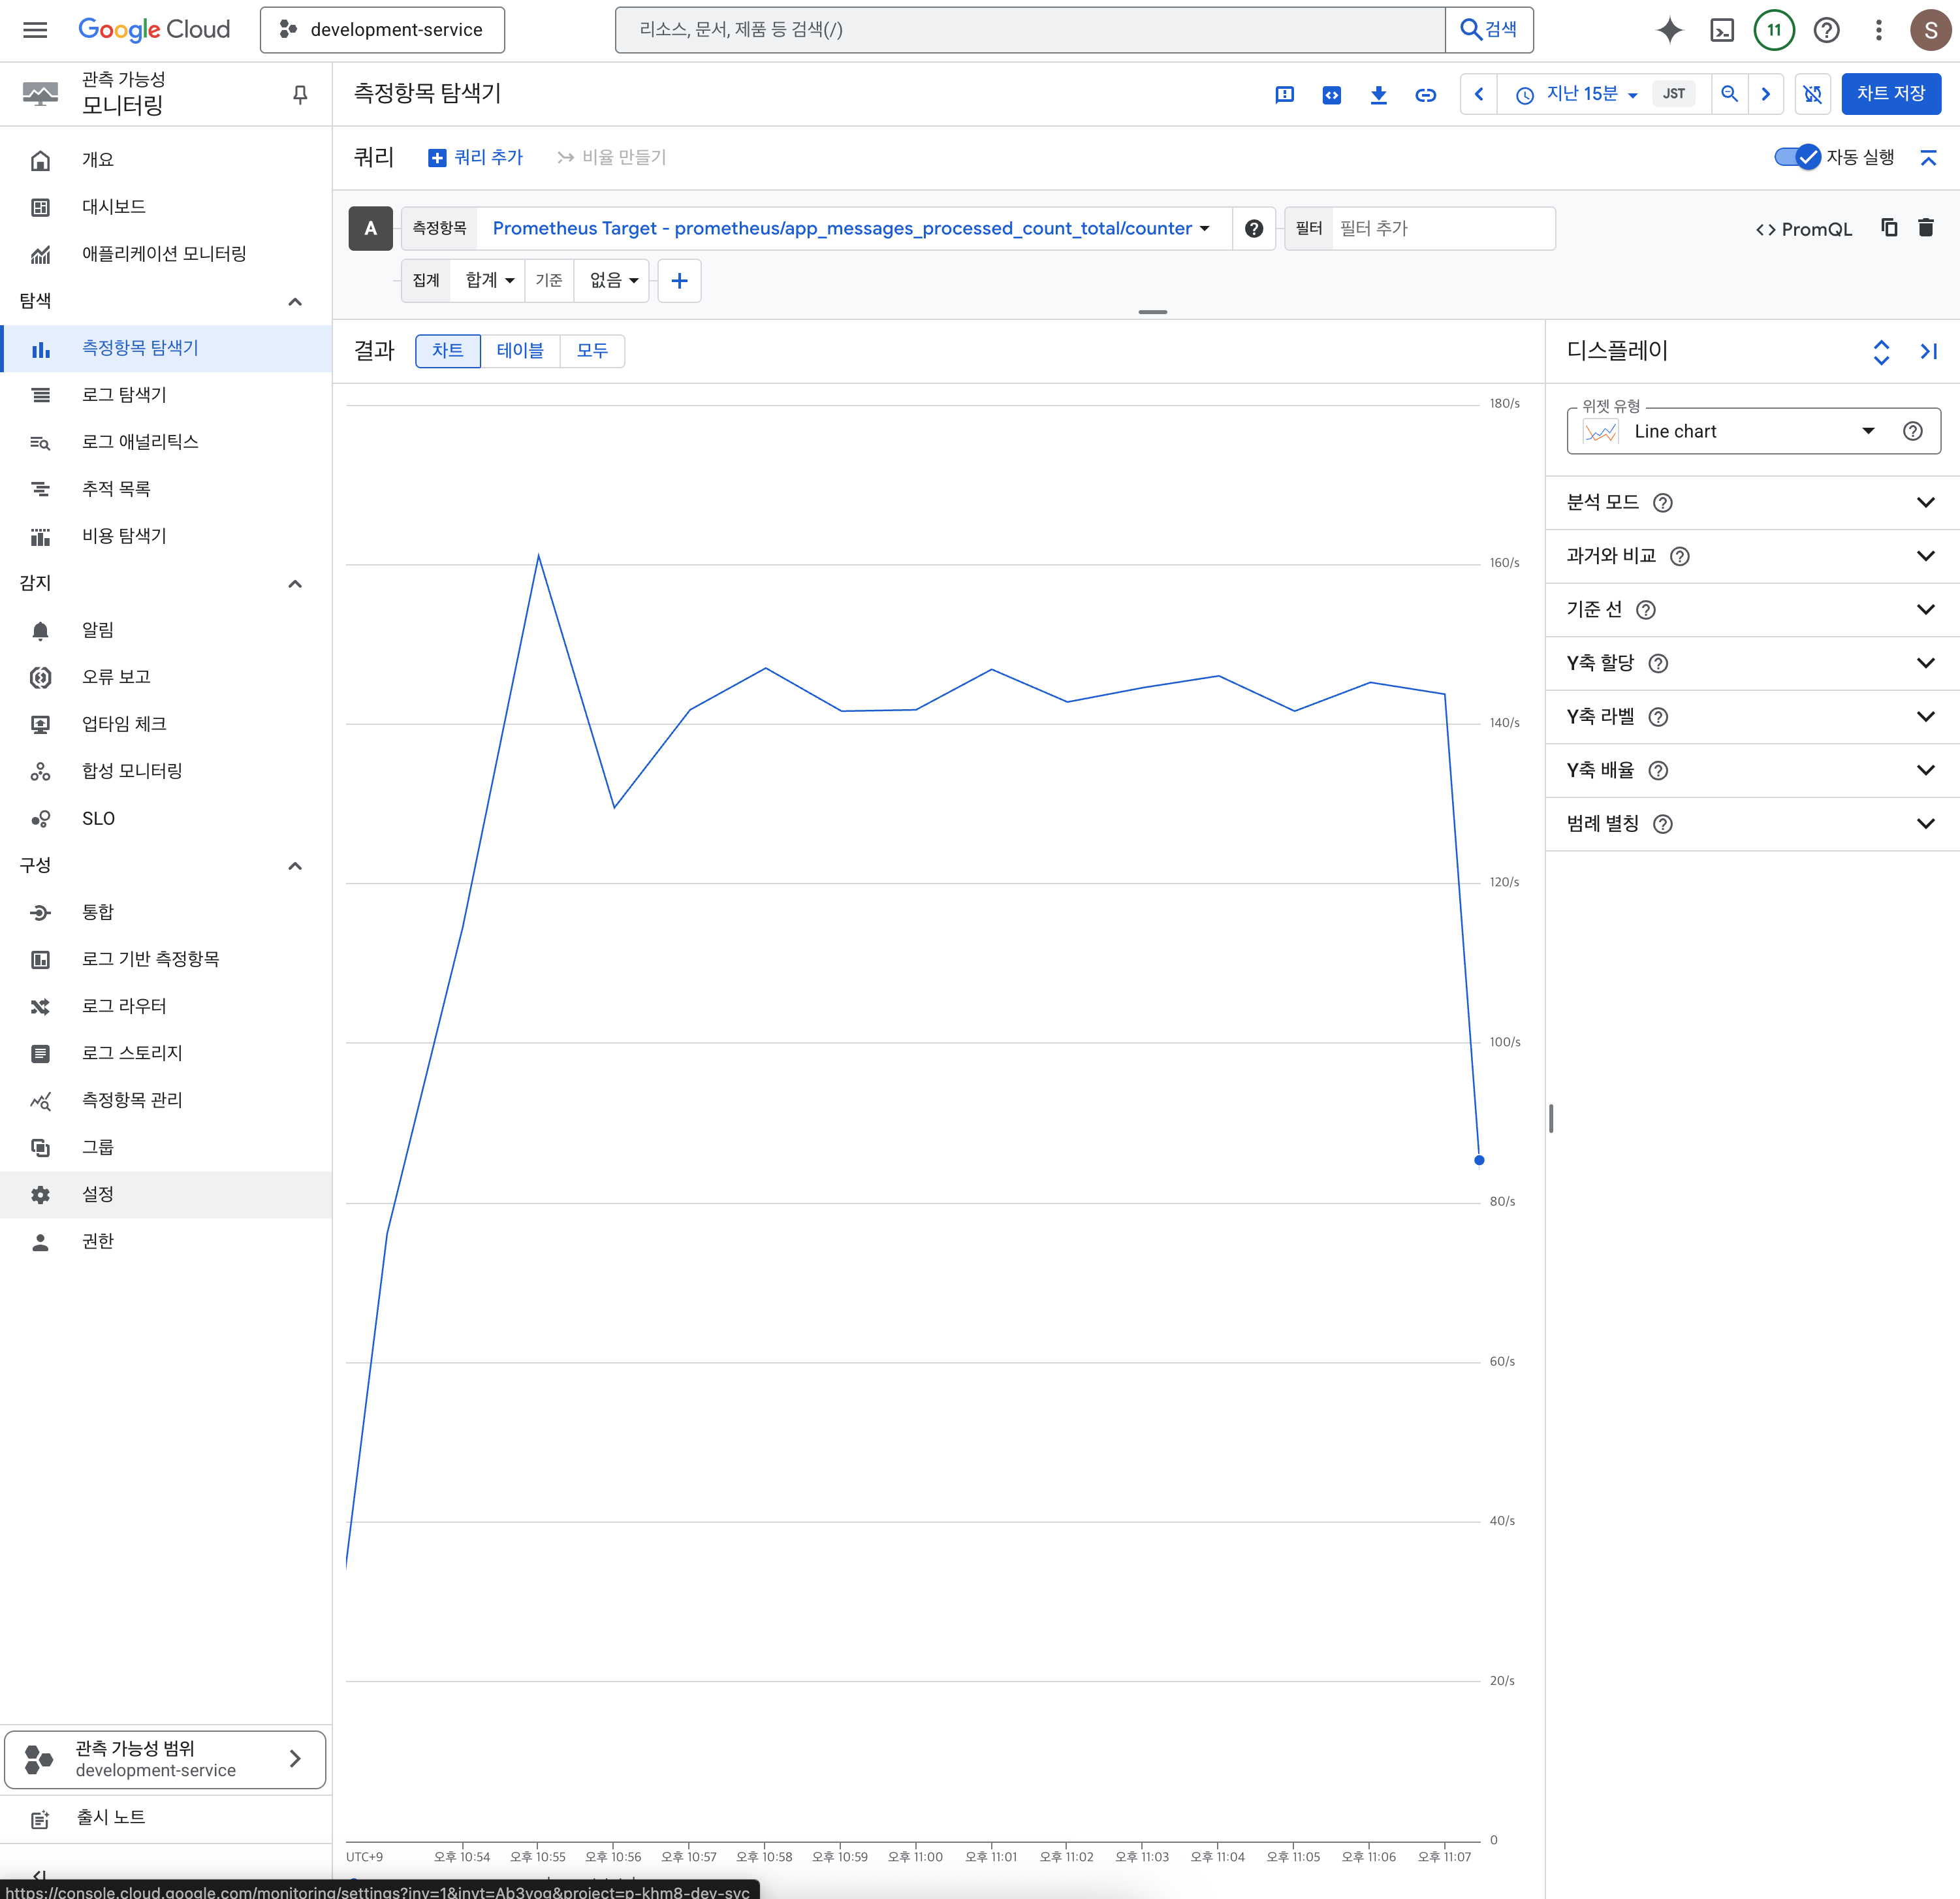 Google Cloud
development-service
리소스, 문서, 제품 등 검색(/)
검색
11
S
관측 가능성
모니터링
개요
대시보드
애플리케이션 모니터링
탐색
측정항목 탐색기
로그 탐색기
로그 애널리틱스
추적 목록
비용 탐색기
감지
알림
오류 보고
업타임 체크
합성 모니터링
SLO
구성
통합
로그 기반 측정항목
로그 라우터
로그 스토리지
측정항목 관리
그룹
설정
권한
관측 가능성 범위
development-service
출시 노트
측정항목 탐색기
지난 15분
JST
차트 저장
쿼리
쿼리 추가
비율 만들기
자동 실행
A
측정항목
Prometheus Target - prometheus/app_messages_processed_count_total/counter
필터
필터 추가
<> PromQL
집계
합계
기준
없음
결과
차트
테이블
모두
180/s
160/s
140/s
120/s
100/s
80/s
60/s
40/s
20/s
0
UTC+9
오후 10:54
오후 10:55
오후 10:56
오후 10:57
오후 10:58
오후 10:59
오후 11:00
오후 11:01
오후 11:02
오후 11:03
오후 11:04
오후 11:05
오후 11:06
오후 11:07
디스플레이
위젯 유형
Line chart
분석 모드
과거와 비교
기준 선
Y축 할당
Y축 라벨
Y축 배율
범례 별칭
https://console.cloud.google.com/monitoring/settings?inv=1&invt=Ab3yog&project=p-khm8-dev-svc